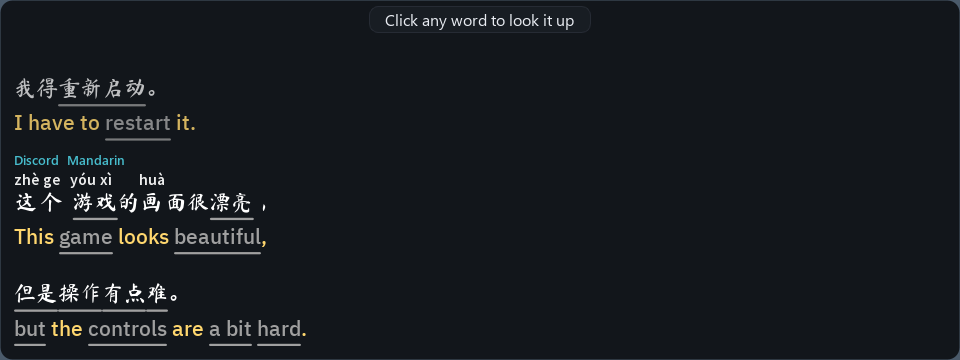 Click any word to look it up
我得重新启动。
I have to restart it.
Discord Mandarin
zhè ge yóu xì huà
这个 游戏的画面很漂亮，
This game looks beautiful,
但是操作有点难。
but the controls are a bit hard.